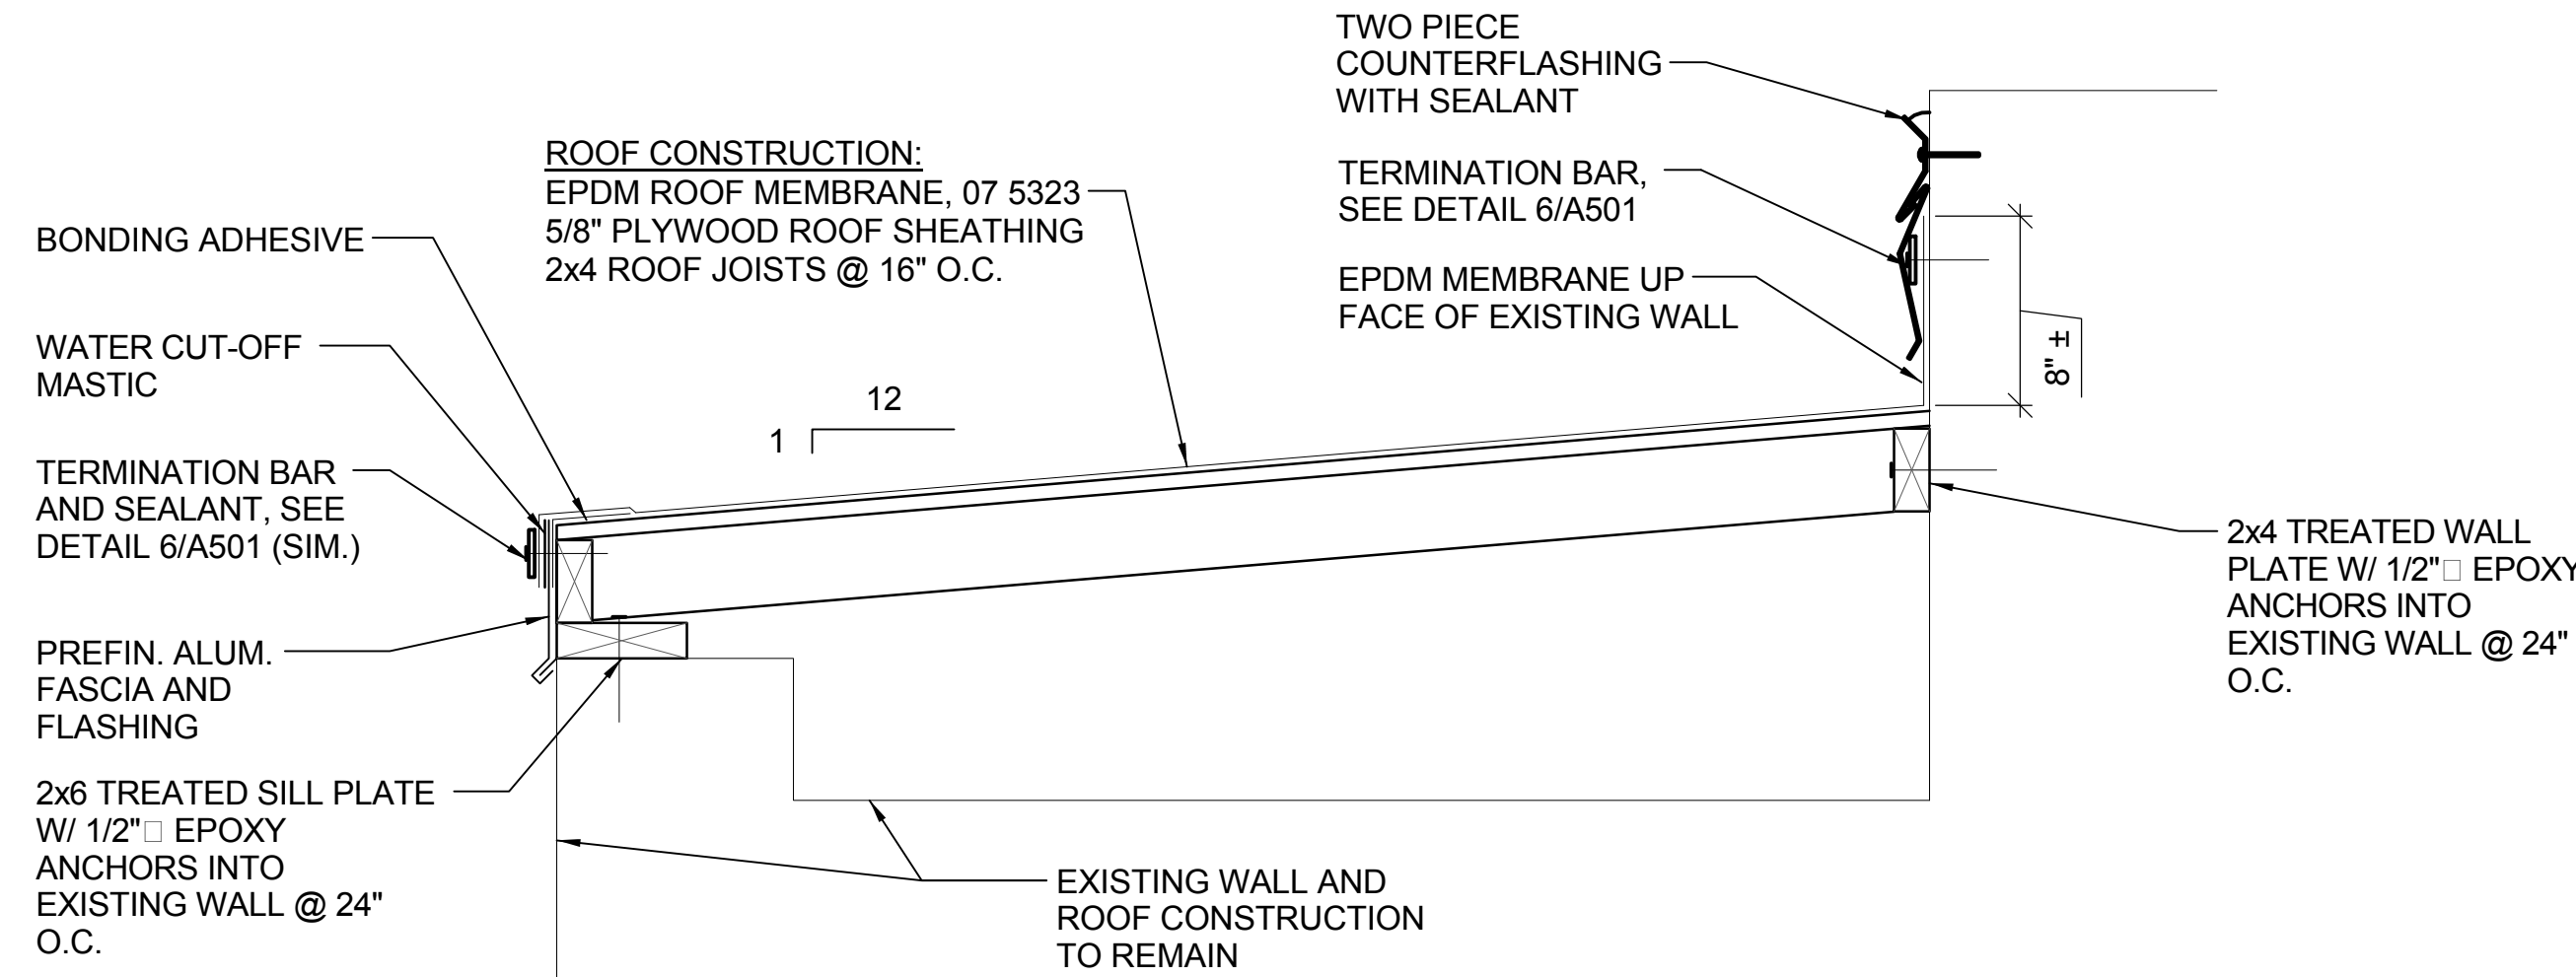 TWO PIECE
COUNTERFLASHING
WITH SEALANT
ROOF CONSTRUCTION:
EPDM ROOF MEMBRANE, 07 5323
5/8" PLYWOOD ROOF SHEATHING
2x4 ROOF JOISTS @ 16" O.C.
TERMINATION BAR,
SEE DETAIL 6/A501
EPDM MEMBRANE UP
FACE OF EXISTING WALL
8" ±
BONDING ADHESIVE
WATER CUT-OFF
MASTIC
12
1
TERMINATION BAR
AND SEALANT, SEE
DETAIL 6/A501 (SIM.)
PREFIN. ALUM.
FASCIA AND
FLASHING
2x6 TREATED SILL PLATE
W/ 1/2"□ EPOXY
ANCHORS INTO
EXISTING WALL @ 24"
O.C.
2x4 TREATED WALL
PLATE W/ 1/2"□ EPOXY
ANCHORS INTO
EXISTING WALL @ 24"
O.C.
EXISTING WALL AND
ROOF CONSTRUCTION
TO REMAIN